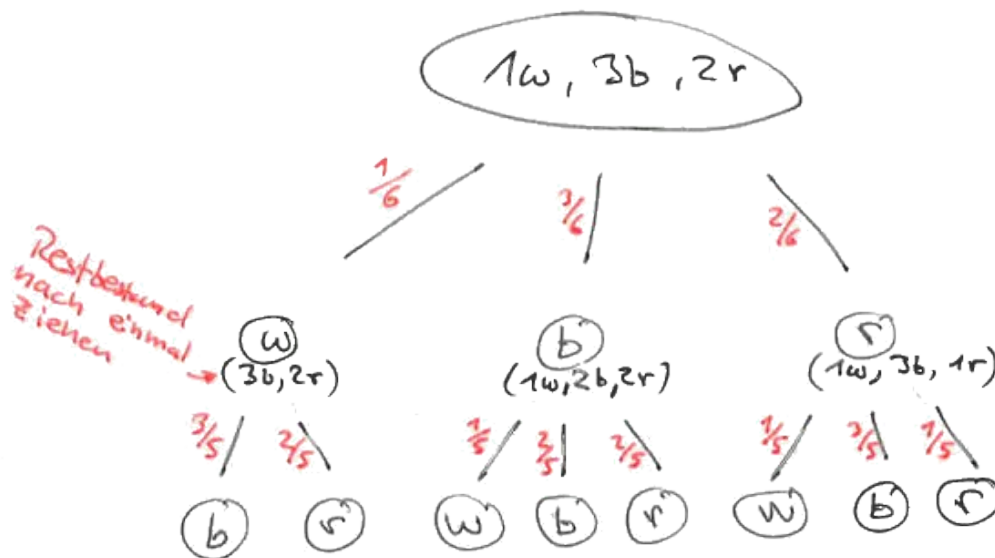 1w, 3b, 2r
1/6
3/6
2/6
Restbestand
nach einmal
Ziehen
w
b
r
(3b, 2r)
(1w, 2b, 2r)
(1w, 3b, 1r)
3/5
2/5
1/5
2/5
2/5
1/5
3/5
1/5
b
r
w
b
r
w
b
r